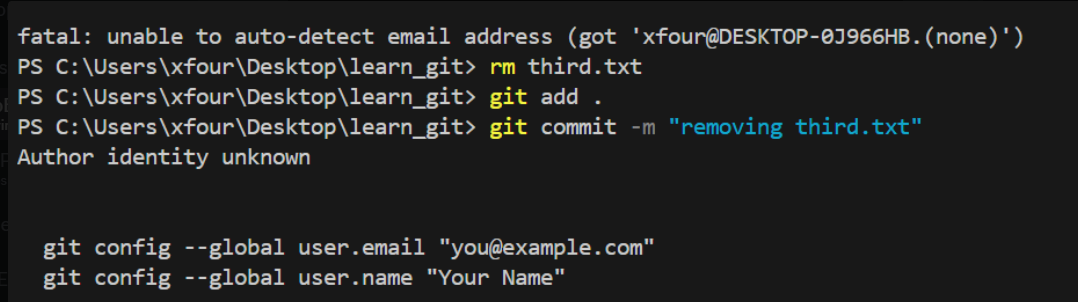 fatal: unable to auto-detect email address (got 'xfour@DESKTOP-0J966HB.(none)')
PS C:\Users\xfour\Desktop\learn_git> rm third.txt
PS C:\Users\xfour\Desktop\learn_git> git add .
PS C:\Users\xfour\Desktop\learn_git> git commit -m "removing third.txt"
Author identity unknown
git config --global user.email "you@example.com"
git config --global user.name "Your Name"